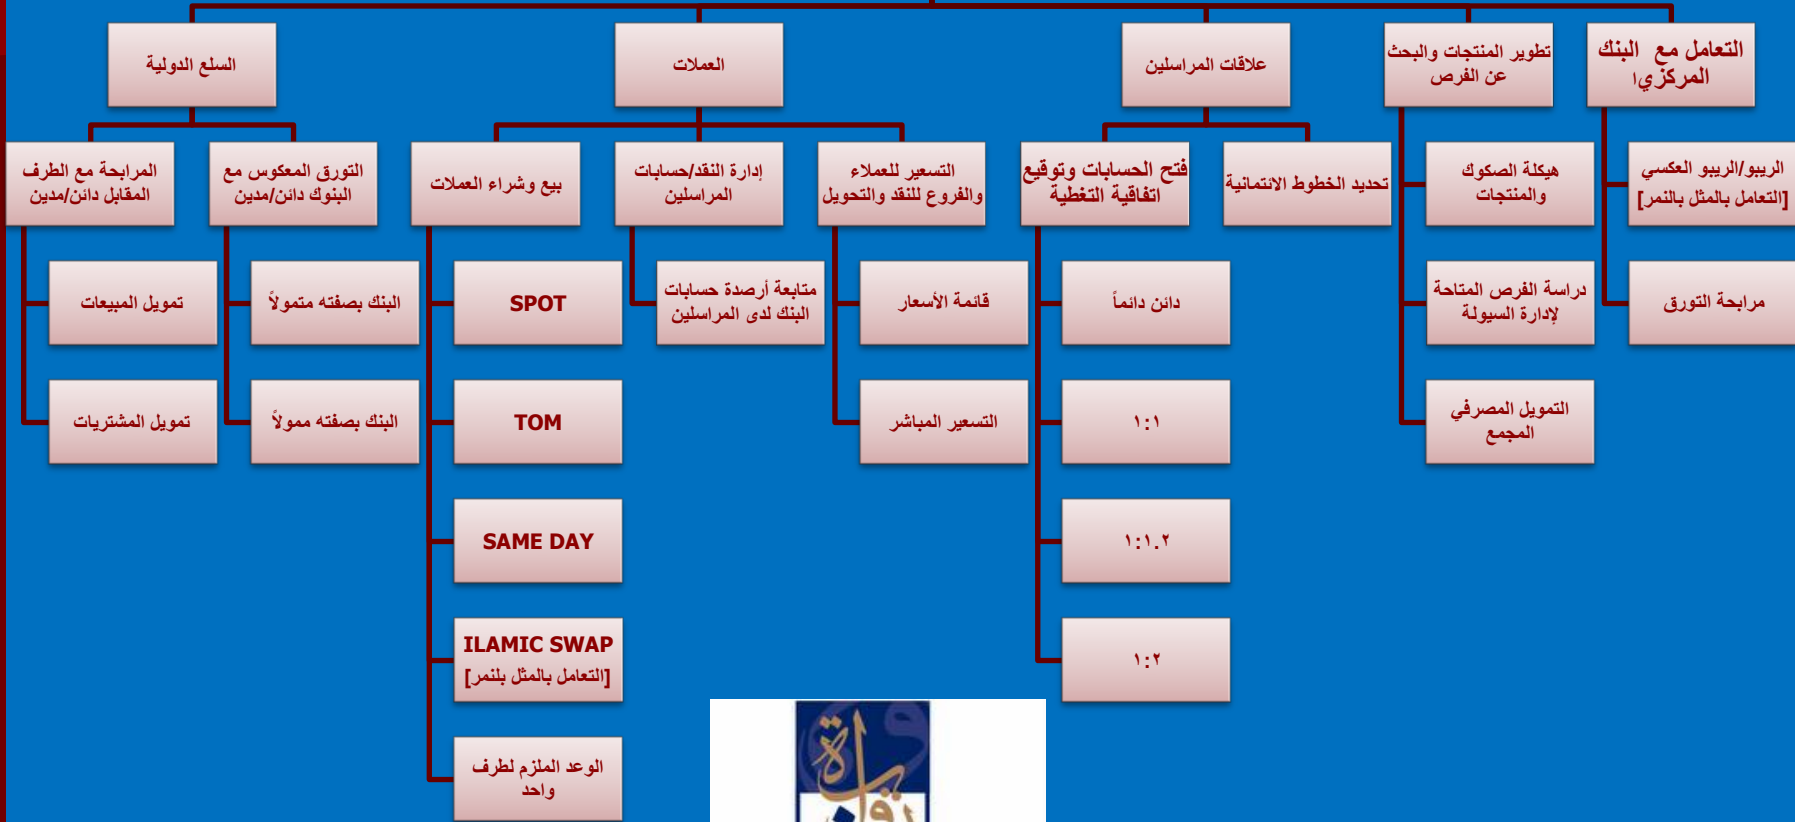 التعامل مع البنك
المركزيا
تطوير المنتجات والبحث
عن الفرص
علاقات المراسلين
العملات
السلع الدولية
الريبو/الريبو العكسي
[التعامل بالمثل بالنمر]
هيكلة الصكوك
والمنتجات
تحديد الخطوط الائتمانية
فتح الحسابات وتوقيع
اتفاقية التغطية
التسعير للعملاء
والفروع للنقد والتحويل
إدارة النقد/حسابات
المراسلين
بيع وشراء العملات
التورق المعكوس مع
البنوك دائن/مدين
المرابحة مع الطرف
المقابل دائن/مدين
مرابحة التورق
دراسة الفرص المتاحة
لإدارة السيولة
دائن دائماً
قائمة الأسعار
متابعة أرصدة حسابات
البنك لدى المراسلين
SPOT
البنك بصفته متمولاً
تمويل المبيعات
التمويل المصرفي
المجمع
١:١
التسعير المباشر
TOM
البنك بصفته ممولاً
تمويل المشتريات
١:١.٢
SAME DAY
١:٢
ILAMIC SWAP
[التعامل بالمثل بلنمر]
الوعد الملزم لطرف
واحد